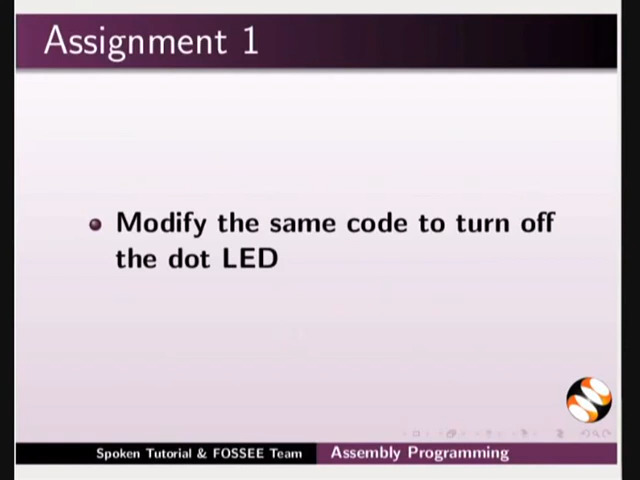 Assignment 1
Modify the same code to turn off
the dot LED
Spoken Tutorial & FOSSEE Team
Assembly Programming